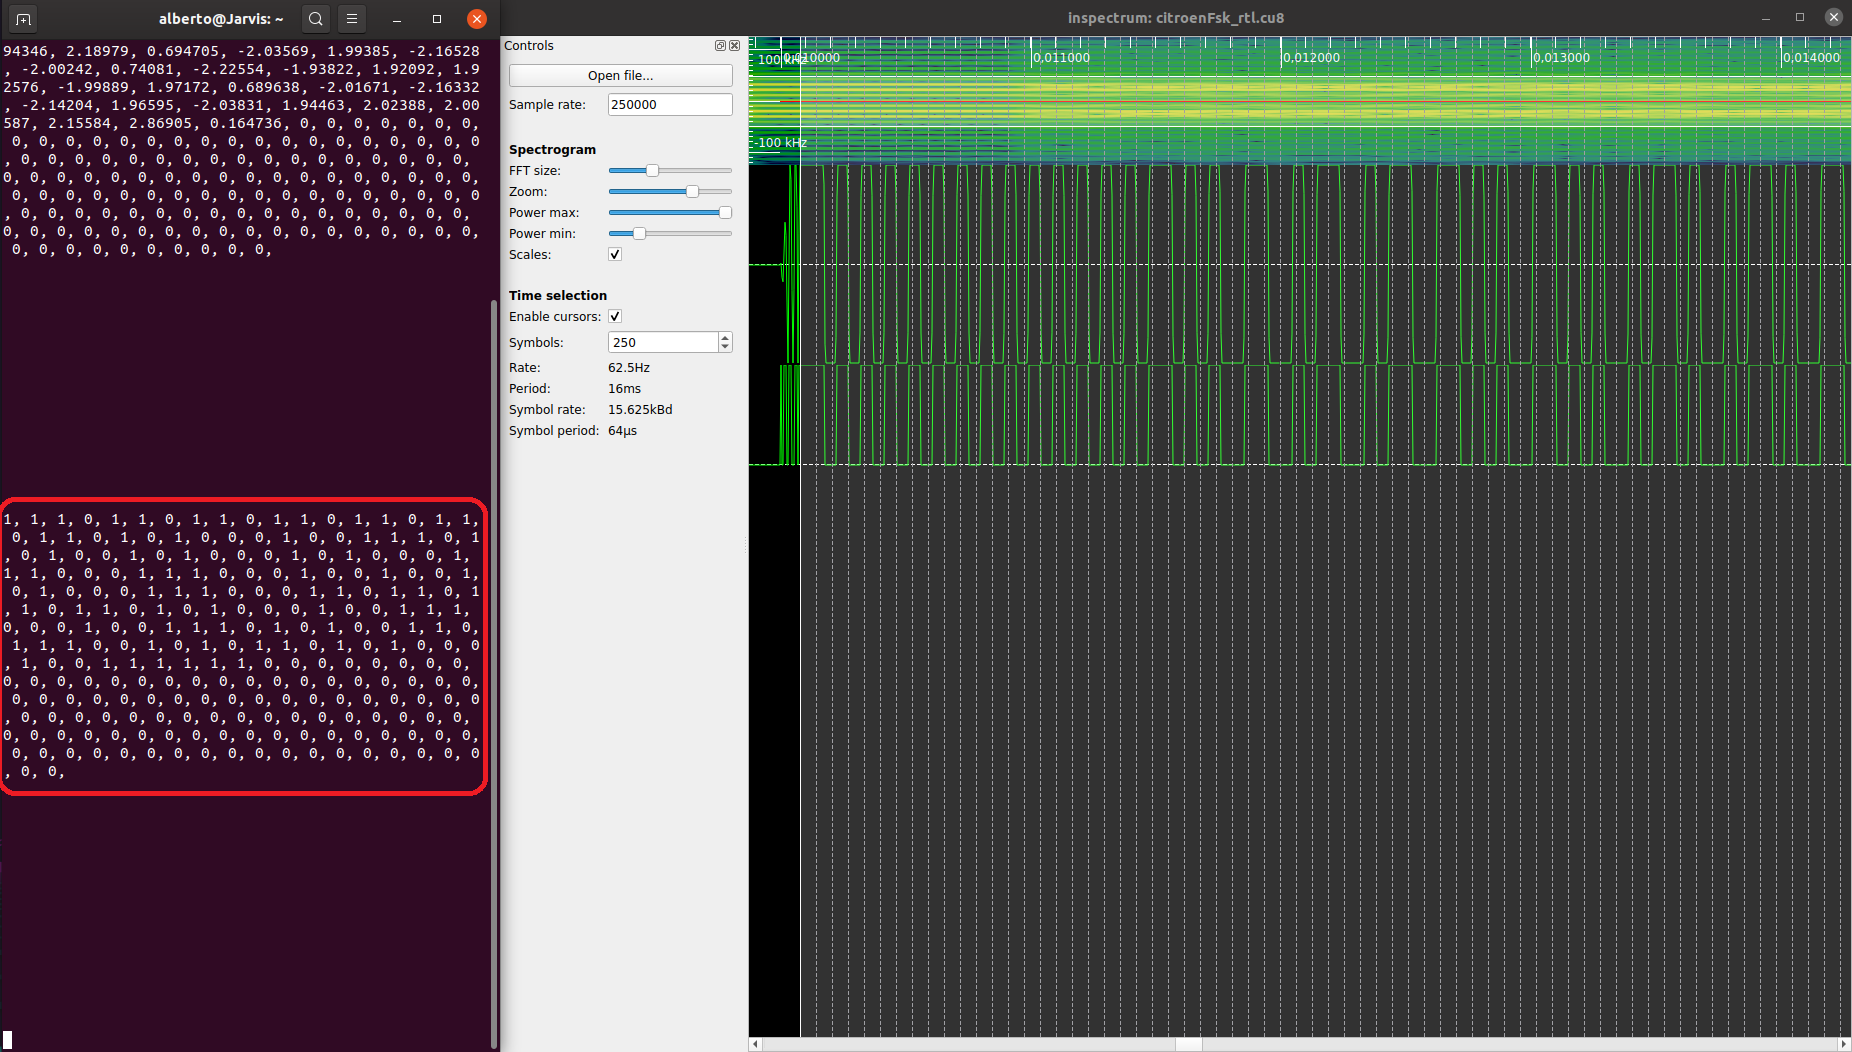 alberto@Jarvis: ~
94346, 2.18979, 0.694705, -2.03569, 1.99385, -2.16528
, -2.00242, 0.74081, -2.22554, -1.93822, 1.92092, 1.9
2576, -1.99889, 1.97172, 0.689638, -2.01671, -2.16332
, -2.14204, 1.96595, -2.03831, 1.94463, 2.02388, 2.00
587, 2.15584, 2.86905, 0.164736, 0, 0, 0, 0, 0, 0, 0,
 0, 0, 0, 0, 0, 0, 0, 0, 0, 0, 0, 0, 0, 0, 0, 0, 0, 0
, 0, 0, 0, 0, 0, 0, 0, 0, 0, 0, 0, 0, 0, 0, 0, 0, 0,
0, 0, 0, 0, 0, 0, 0, 0, 0, 0, 0, 0, 0, 0, 0, 0, 0, 0,
 0, 0, 0, 0, 0, 0, 0, 0, 0, 0, 0, 0, 0, 0, 0, 0, 0, 0
, 0, 0, 0, 0, 0, 0, 0, 0, 0, 0, 0, 0, 0, 0, 0, 0, 0,
0, 0, 0, 0, 0, 0, 0, 0, 0, 0, 0, 0, 0, 0, 0, 0, 0, 0,
 0, 0, 0, 0, 0, 0, 0, 0, 0, 0,
1, 1, 1, 0, 1, 1, 0, 1, 1, 0, 1, 1, 0, 1, 1, 0, 1, 1,
 0, 1, 1, 0, 1, 0, 1, 0, 0, 0, 1, 0, 0, 1, 1, 1, 0, 1
, 0, 1, 0, 0, 1, 0, 1, 0, 0, 0, 1, 0, 1, 0, 0, 0, 1,
1, 1, 0, 0, 0, 1, 1, 1, 0, 0, 0, 1, 0, 0, 1, 0, 0, 1,
 0, 1, 0, 0, 0, 1, 1, 1, 0, 0, 0, 1, 1, 0, 1, 1, 0, 1
, 1, 0, 1, 1, 0, 1, 0, 1, 0, 0, 0, 1, 0, 0, 1, 1, 1,
0, 0, 0, 1, 0, 0, 1, 1, 1, 0, 1, 0, 1, 0, 0, 1, 1, 0,
 1, 1, 1, 0, 0, 1, 0, 1, 0, 1, 1, 0, 1, 0, 1, 0, 0, 0
, 1, 0, 0, 1, 1, 1, 1, 1, 1, 0, 0, 0, 0, 0, 0, 0, 0,
0, 0, 0, 0, 0, 0, 0, 0, 0, 0, 0, 0, 0, 0, 0, 0, 0, 0,
 0, 0, 0, 0, 0, 0, 0, 0, 0, 0, 0, 0, 0, 0, 0, 0, 0, 0
, 0, 0, 0, 0, 0, 0, 0, 0, 0, 0, 0, 0, 0, 0, 0, 0, 0,
0, 0, 0, 0, 0, 0, 0, 0, 0, 0, 0, 0, 0, 0, 0, 0, 0, 0,
 0, 0, 0, 0, 0, 0, 0, 0, 0, 0, 0, 0, 0, 0, 0, 0, 0, 0
, 0, 0,
inspectrum: citroenFsk_rtl.cu8
Controls
Open file...
Sample rate: 250000
Spectrogram
FFT size:
Zoom:
Power max:
Power min:
Scales:
Time selection
Enable cursors:
Symbols: 250
Rate: 62.5Hz
Period: 16ms
Symbol rate: 15.625kBd
Symbol period: 64µs
100 kHz 0,011000 0,012000 0,013000 0,014000
-100 kHz